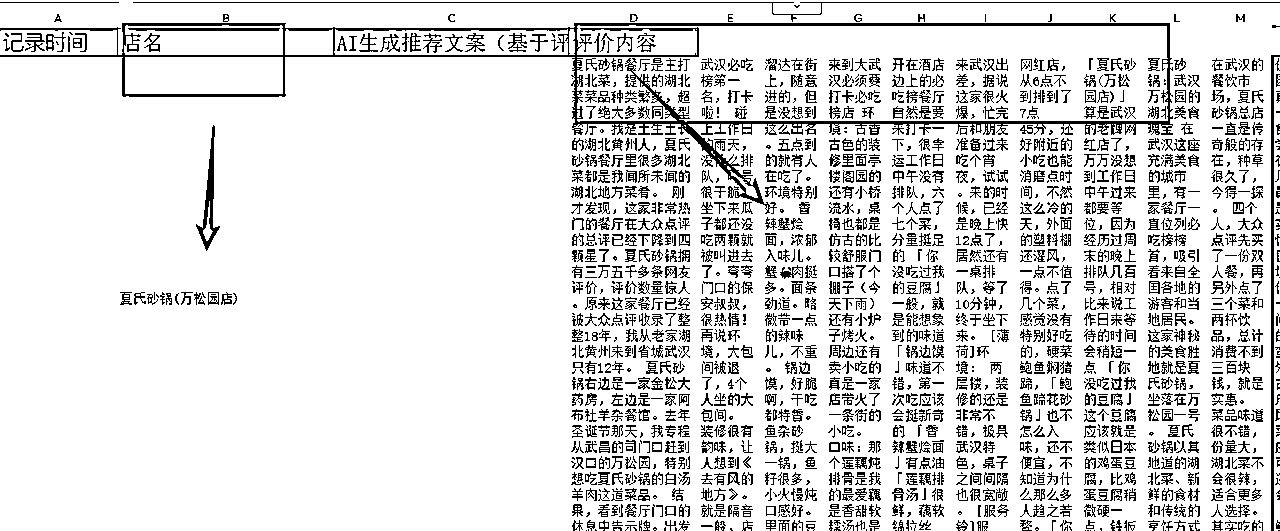 A
B
C
D
E
F
G
H
I
J
K
L
M
记录时间
店名
AI生成推荐文案（基于评
评价内容
夏氏砂锅(万松园店)
夏氏砂锅餐厅是主打
湖北菜，提供的湖北
菜菜品种类繁多，超
过了绝大多数同类型
餐厅。我是土生土长
的湖北黄州人，夏氏
砂锅餐厅里很多湖北
菜都是我闻所未闻的
湖北地方菜肴。 刚
才发现，这家非常热
门的餐厅在大众点评
的总评已经下降到四
颗星了。夏氏砂锅拥
有三万五千多条网友
评价，评价数量惊人
。原来这家餐厅已经
被大众点评收录了整
整18年，我从老家湖
北黄州来到省城武汉
只有12年。 夏氏砂
锅右边是一家金松大
药房，左边是一家阿
布社羊杂餐馆。去年
圣诞节那天，我专程
从武昌的司门口赶到
汉口的万松园，特别
想吃夏氏砂锅的白汤
羊肉这道菜品。 结
果，看到餐厅门口的
休息中告示牌。出发
武汉必吃
榜第一
名，打卡
啦！ 碰
上工作日
的雨天，
没什么排
队，取号
很干脆
坐下来瓜
子都还没
吃两颗就
被叫进去
了。弯弯
门口的保
安叔叔，
很热情！
再说环
境，大包
间被退
了，4个
人坐的大
包间。
装修很有
韵味，让
人想到《
去有风的
地方》。
就是隔音
一般，店
溜达在街
上，随意
进的，但
是没想到
这么出名
。五点到
的就有人
在吃了。
环境特别
好。 香
辣蟹烩
面，浓郁
入味儿。
蟹肉挺
多。面条
劲道。略
微带一点
的辣味
儿，不重
。 锅边
馍，好脆
啊，干吃
都特香。
鱼杂砂
锅，挺大
一锅，鱼
籽很多，
小火慢炖
口感好。
里面的豆
来到大武
汉必须要
打卡必吃
榜店 环
境：古香
古色的装
修里面亭
楼阁园的
还有小桥
流水，桌
椅也都是
仿古的比
较舒服门
口搭了个
棚子（今
天下雨）
还有小炉
子烤火。
周边还有
卖小吃的
真是一家
店带火了
一条街的
小吃。
口味：那
个莲藕炖
排骨是我
的最爱藕
是香甜软
糯汤也是
开在酒店
边上的必
吃榜餐厅
自然是要
来打卡一
下，很幸
运工作日
中午没有
排队，六
个人点了
七个菜，
分量挺足
的「你
没吃过我
的豆腐」
一般，就
是能想象
到的味道
「锅边馍
」味道不
错，第一
次吃应该
会挺新奇
的「香
辣蟹烩面
」有点油
「莲藕排
骨汤」很
糯，藕软
来武汉出
差，据说
这家很火
爆，忙完
后和朋友
准备过来
吃个宵
夜，试试
。来的时
候，已经
是晚上快
12点了，
居然还有
一桌排
队，等了
10分钟，
终于坐下
来。[薄
荷]环
境： 两
层楼，装
修的还是
非常不
错，极具
武汉特
色，桌子
之间间隔
也很宽敞
。[服务
铃]服
网红店，
从6点不
到排到了
7点
45分，还
好附近的
小吃也能
消磨点时
间，不然
这么冷的
天，外面
的塑料棚
还湿风，
一点不值
得。点了
几个菜，
感觉没有
特别好吃
的，硬菜
鲍鱼焖猪
蹄，「鲍
鱼蹄花砂
锅」也不
怎么入
味，还不
便宜，不
知道为什
么那么多
人趋之若
鹜。「你
「夏氏砂
锅(万松
园店)」
算是武汉
的老牌网
红店了，
万万没想
到工作日
中午过来
都要等
位，因为
经历过周
末的晚上
排队几百
号，相对
比来说工
作日来等
待的时间
会稍短一
点「你
没吃过我
的豆腐」
这个豆腐
应该就是
类似日本
的鸡蛋豆
腐，比鸡
蛋豆腐稍
微硬一
点，铁板
夏氏砂
锅：武汉
万松园的
湖北美食
瑰宝 在
武汉这座
充满美食
的城市
里，有一
家餐厅一
直位列必
吃榜榜
首，吸引
着来自全
国各地的
游客和当
地居民。
这家神秘
的美食胜
地就是夏
氏砂锅，
坐落在万
松园一号
。 夏氏
砂锅以其
地道的湖
北菜、新
鲜的食材
和传统的
烹饪方式
在武汉的
餐饮市
场，夏氏
砂锅总店
一直是传
奇般的存
在，种草
很久了，
今得一探
。 四个
人，大众
点评先买
了一份双
人餐，再
另外点了
三个菜和
两杯饮
品，总计
消费不到
三百块
钱，就是
实惠。
菜品味道
很不错，
份量大，
湖北菜不
会很辣，
适合更多
人选择。
其实吃的